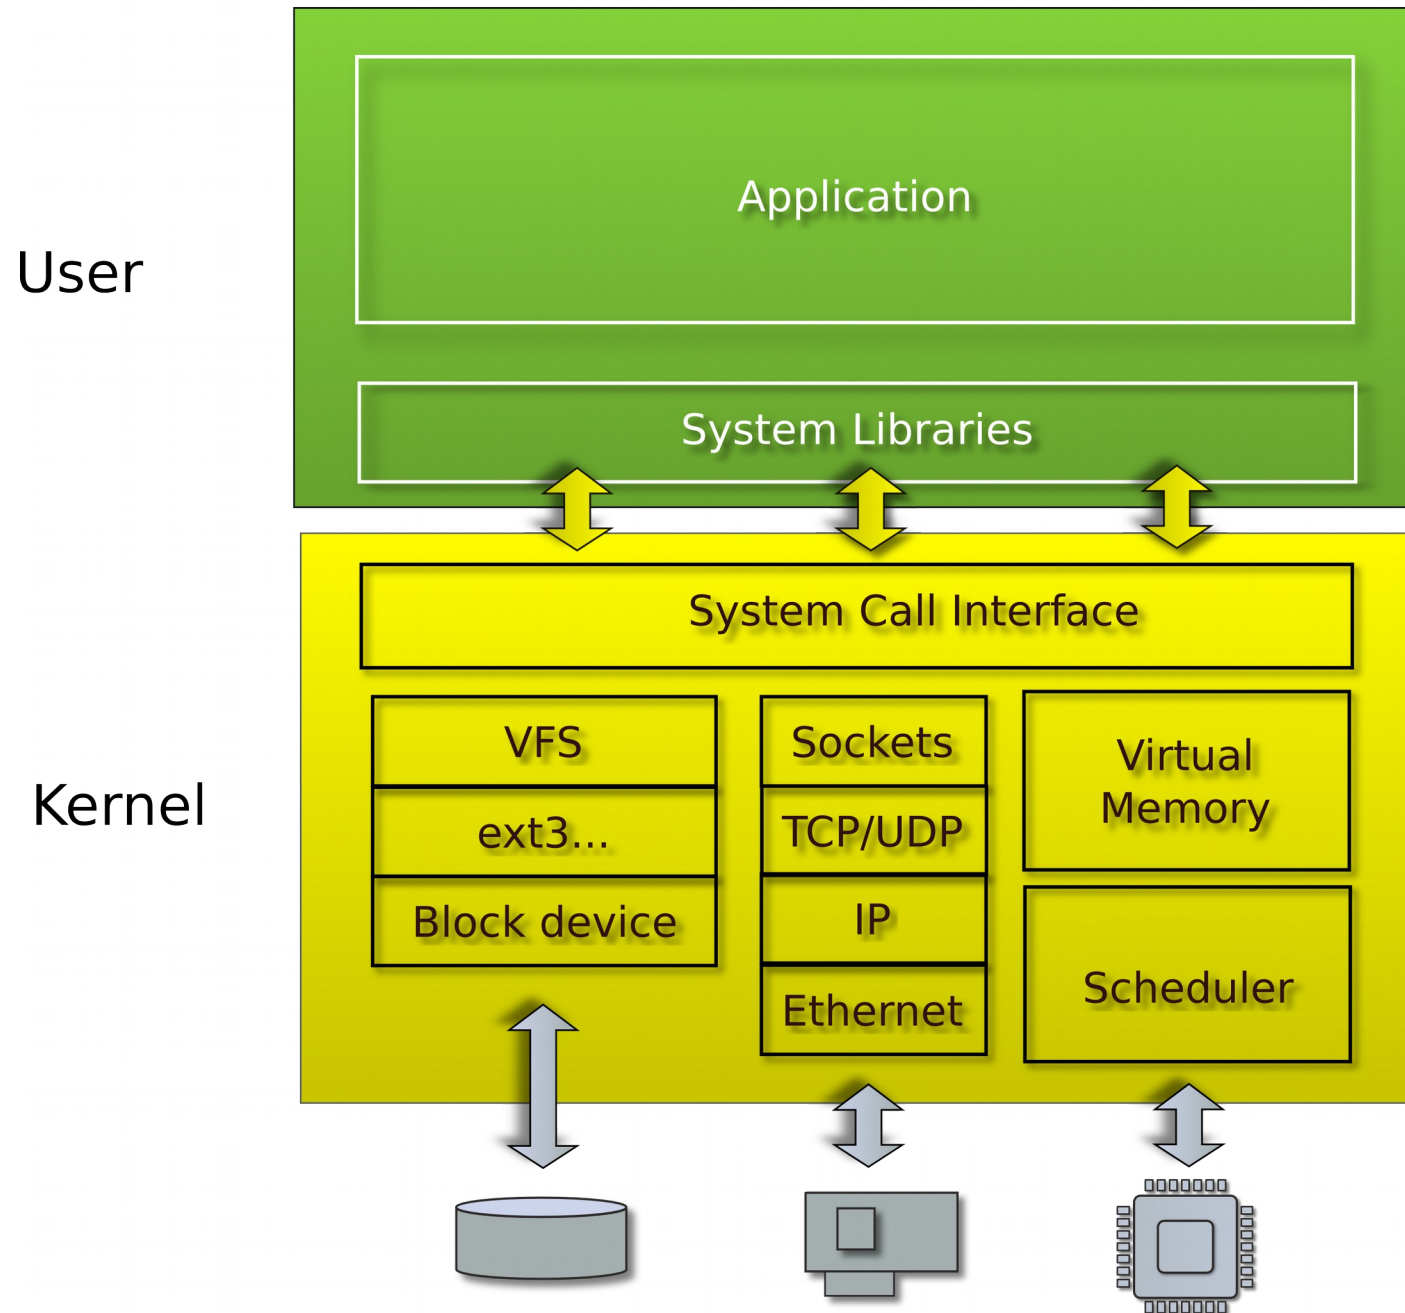 Application
User
System Libraries
System Call Interface
VFS
ext3...
Block device
Sockets
TCP/UDP
IP
Ethernet
Virtual
Memory
Scheduler
Kernel